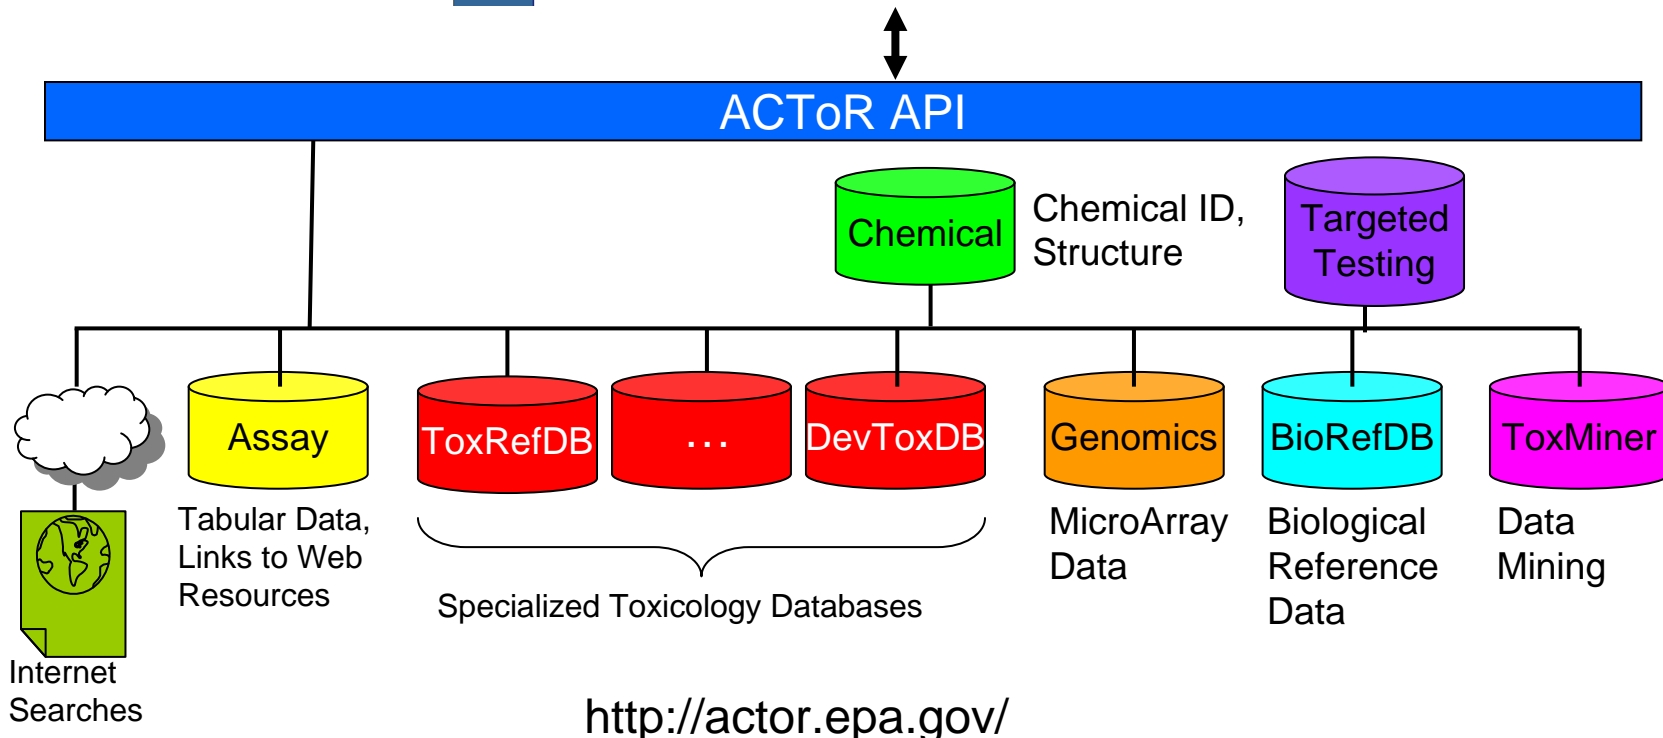 ACToR API
Chemical
Chemical ID,
Structure
Targeted
Testing
Assay
ToxRefDB
...
DevToxDB
Genomics
BioRefDB
ToxMiner
Tabular Data,
Links to Web
Resources
Specialized Toxicology Databases
MicroArray
Data
Biological
Reference
Data
Data
Mining
Internet
Searches
http://actor.epa.gov/